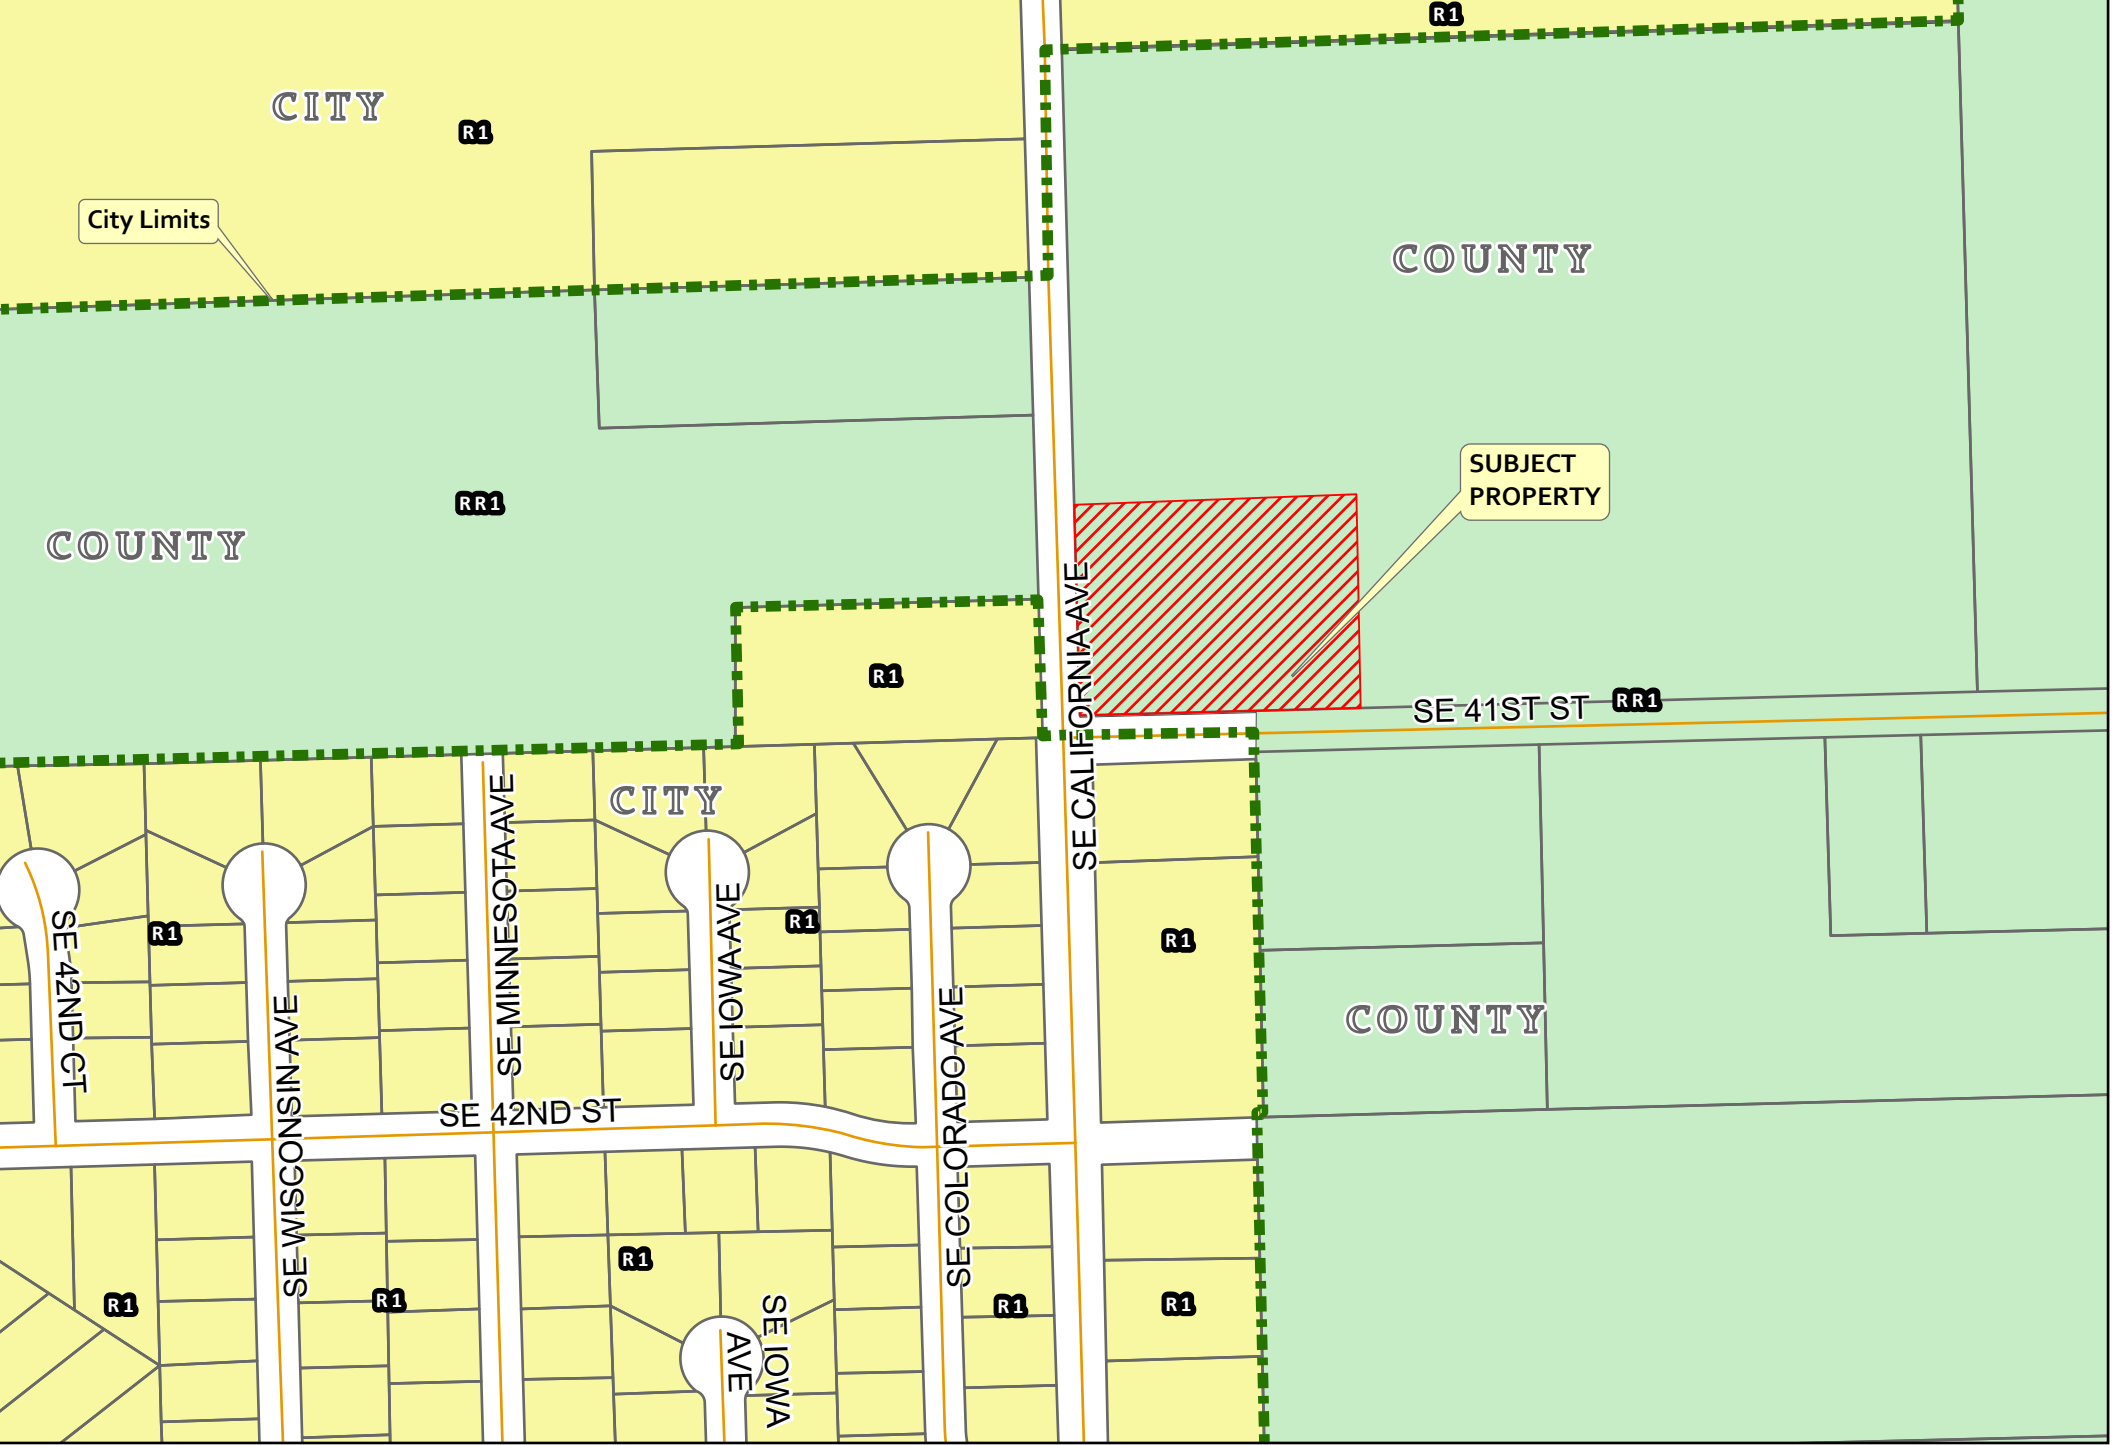 R1
CITY
R1
City Limits
COUNTY
SUBJECT
PROPERTY
RR1
COUNTY
R1
SE CALIFORNIA AVE
SE 41ST ST
RR1
CITY
SE MINNESOTA AVE
R1
R1
R1
SE 42ND CT
SE IOWA AVE
COUNTY
SE WISCONSIN AVE
SE COLORADO AVE
SE 42ND ST
R1
R1
R1
R1
R1
SE IOWA
AVE